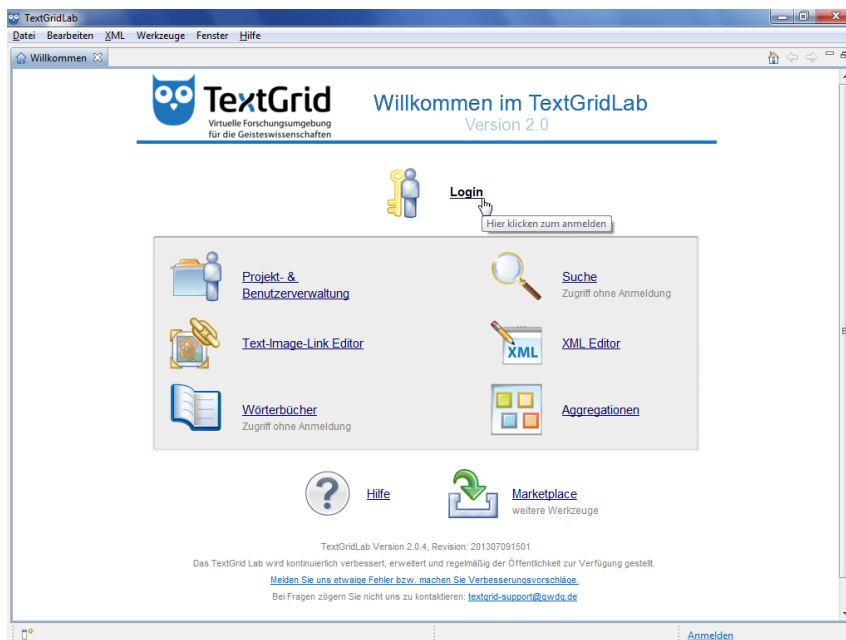 TextGridLab
Datei Bearbeiten XML Werkzeuge Fenster Hilfe
Willkommen
TextGrid
Virtuelle Forschungsumgebung
für die Geisteswissenschaften
Willkommen im TextGridLab
Version 2.0
Login
Hier klicken zum anmelden
Projekt- &
Benutzerverwaltung
Suche
Zugriff ohne Anmeldung
Text-Image-Link Editor
XML
XML Editor
Wörterbücher
Zugriff ohne Anmeldung
Aggregationen
?
Hilfe
Marketplace
weitere Werkzeuge
TextGridLab Version 2.0.4, Revision: 201307091501
Das TextGrid Lab wird kontinuierlich verbessert, erweitert und regelmäßig der Öffentlichkeit zur Verfügung gestellt.
Melden Sie uns etwaige Fehler bzw. machen Sie Verbesserungsvorschläge.
Bei Fragen zögern Sie nicht uns zu kontaktieren: textgrid-support@gwdg.de
Anmelden